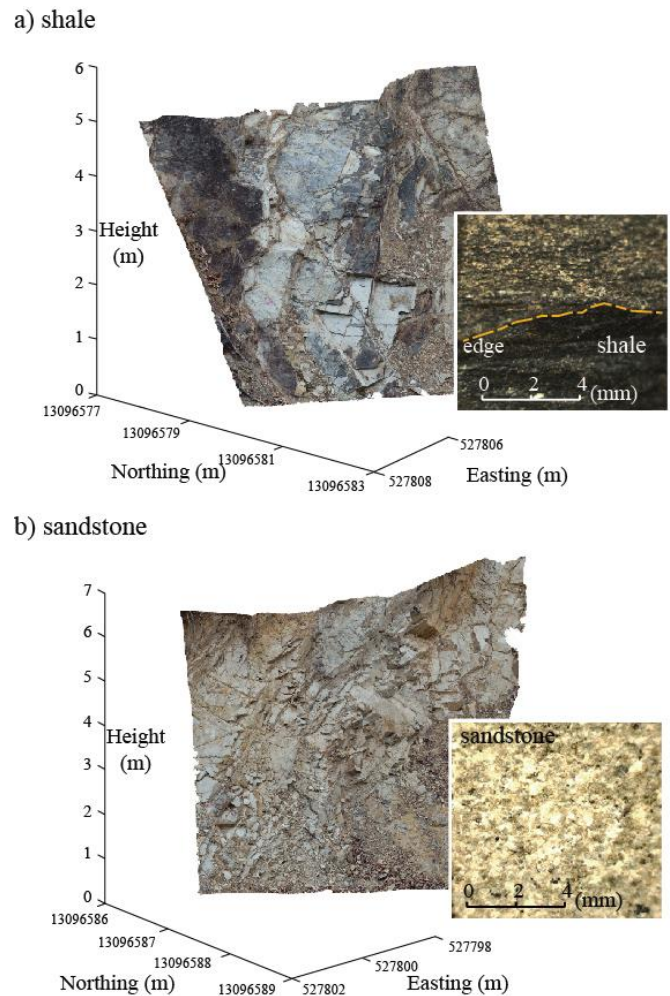 a) shale
6
5
4
Height
(m)
3
2
1
0
13096577
13096579
13096581
13096583
Northing (m)
527806
527808
Easting (m)
edge
shale
0 2 4 (mm)
b) sandstone
7
6
5
4
Height
(m)
3
2
1
0
13096586
13096587
13096588
13096589
Northing (m)
527798
527800
527802
Easting (m)
sandstone
0 2 4 (mm)